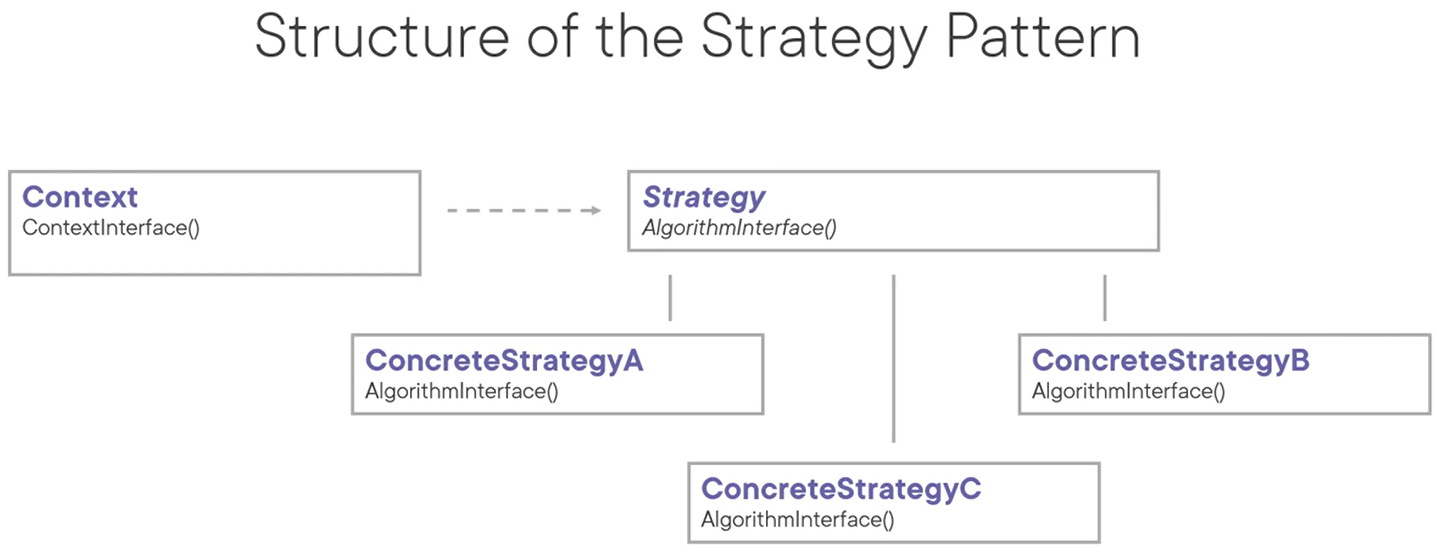 Structure of the Strategy Pattern
Context
ContextInterface()
Strategy
AlgorithmInterface()
ConcreteStrategyA
AlgorithmInterface()
ConcreteStrategyB
AlgorithmInterface()
ConcreteStrategyC
AlgorithmInterface()